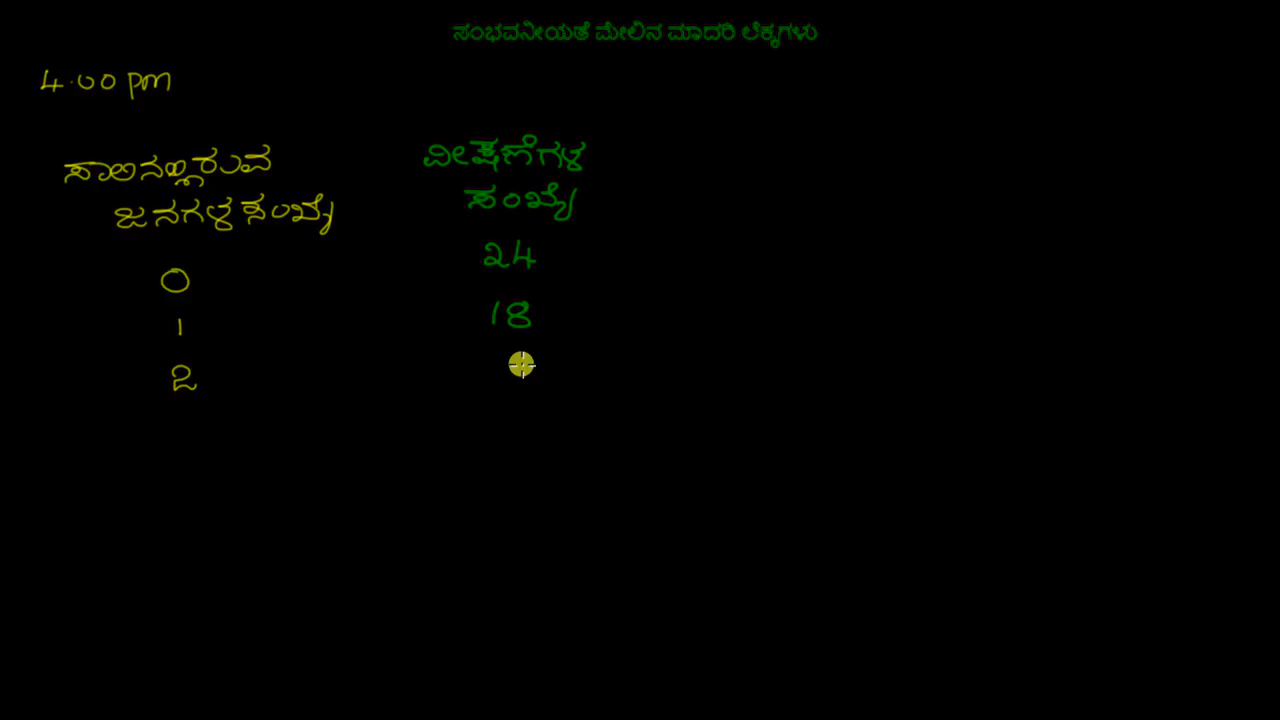 ಸಂಭವನೀಯತೆ ಮೇಲಿನ ಮಾದರಿ ಲೆಕ್ಕಗಳು
4.00 pm
ಸಾಲಿನಲ್ಲಿರುವ
ಜನಗಳ ಸಂಖ್ಯೆ
ವೀಕ್ಷಣೆಗಳ
ಸಂಖ್ಯೆ
0 24
1 18
2